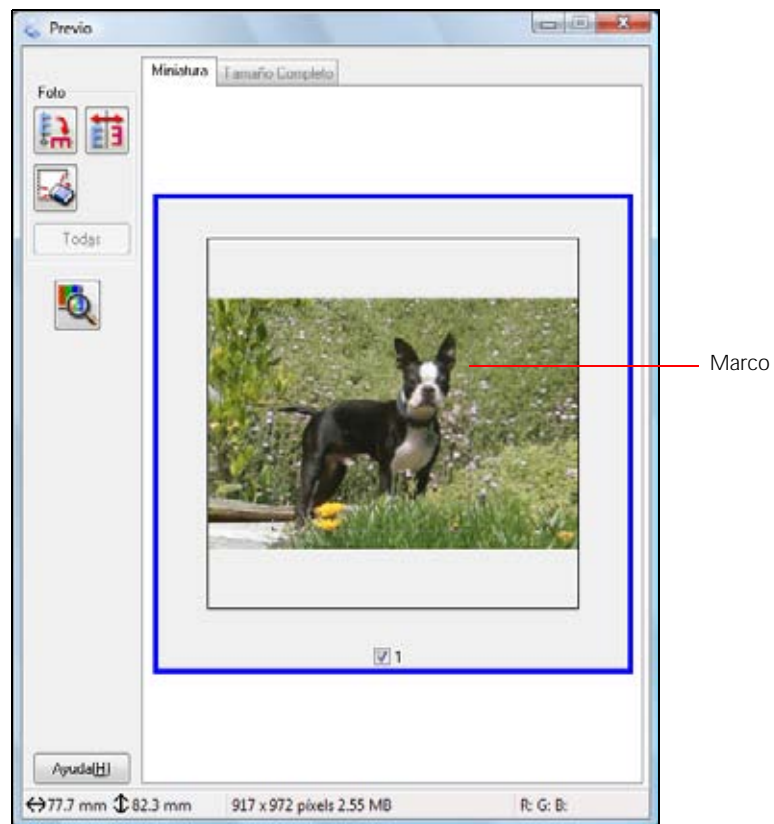 Previo
Miniatura Tamaño Completo
Foto
Todas
Marco
1
Ayuda(H)
77.7 mm 82.3 mm 917 x 972 píxels 2.55 MB R: G: B: